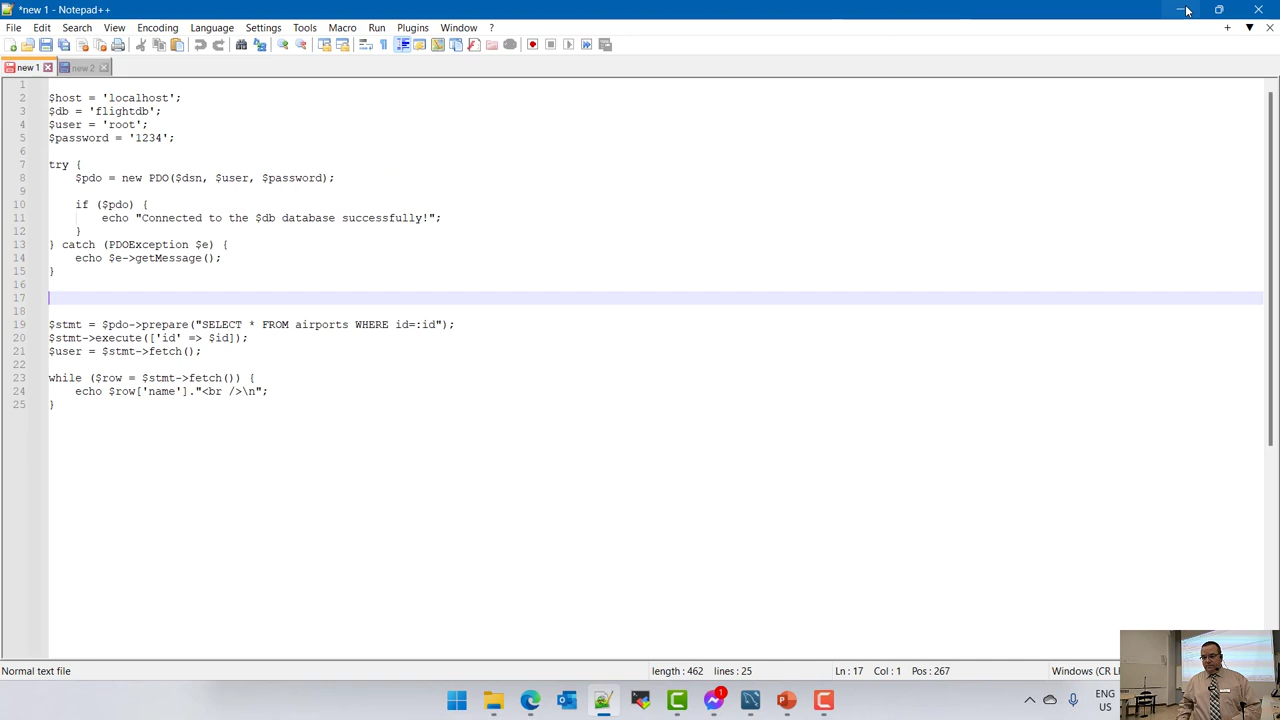 *new 1 - Notepad++
File Edit Search View Encoding Language Settings Tools Macro Run Plugins Window ?
new 1 new 2
1
2 $host = 'localhost';
3 $db = 'flightdb';
4 $user = 'root';
5 $password = '1234';
6
7 try {
8 $pdo = new PDO($dsn, $user, $password);
9
10 if ($pdo) {
11 echo "Connected to the $db database successfully!";
12 }
13 } catch (PDOException $e) {
14 echo $e->getMessage();
15 }
16
17
18
19 $stmt = $pdo->prepare("SELECT * FROM airports WHERE id=:id");
20 $stmt->execute(['id' => $id]);
21 $user = $stmt->fetch();
22
23 while ($row = $stmt->fetch()) {
24 echo $row['name']."<br />\n";
25 }
Normal text file length : 462 lines : 25 Ln : 17 Col : 1 Pos : 267 Windows (CR L
1
ENG
US